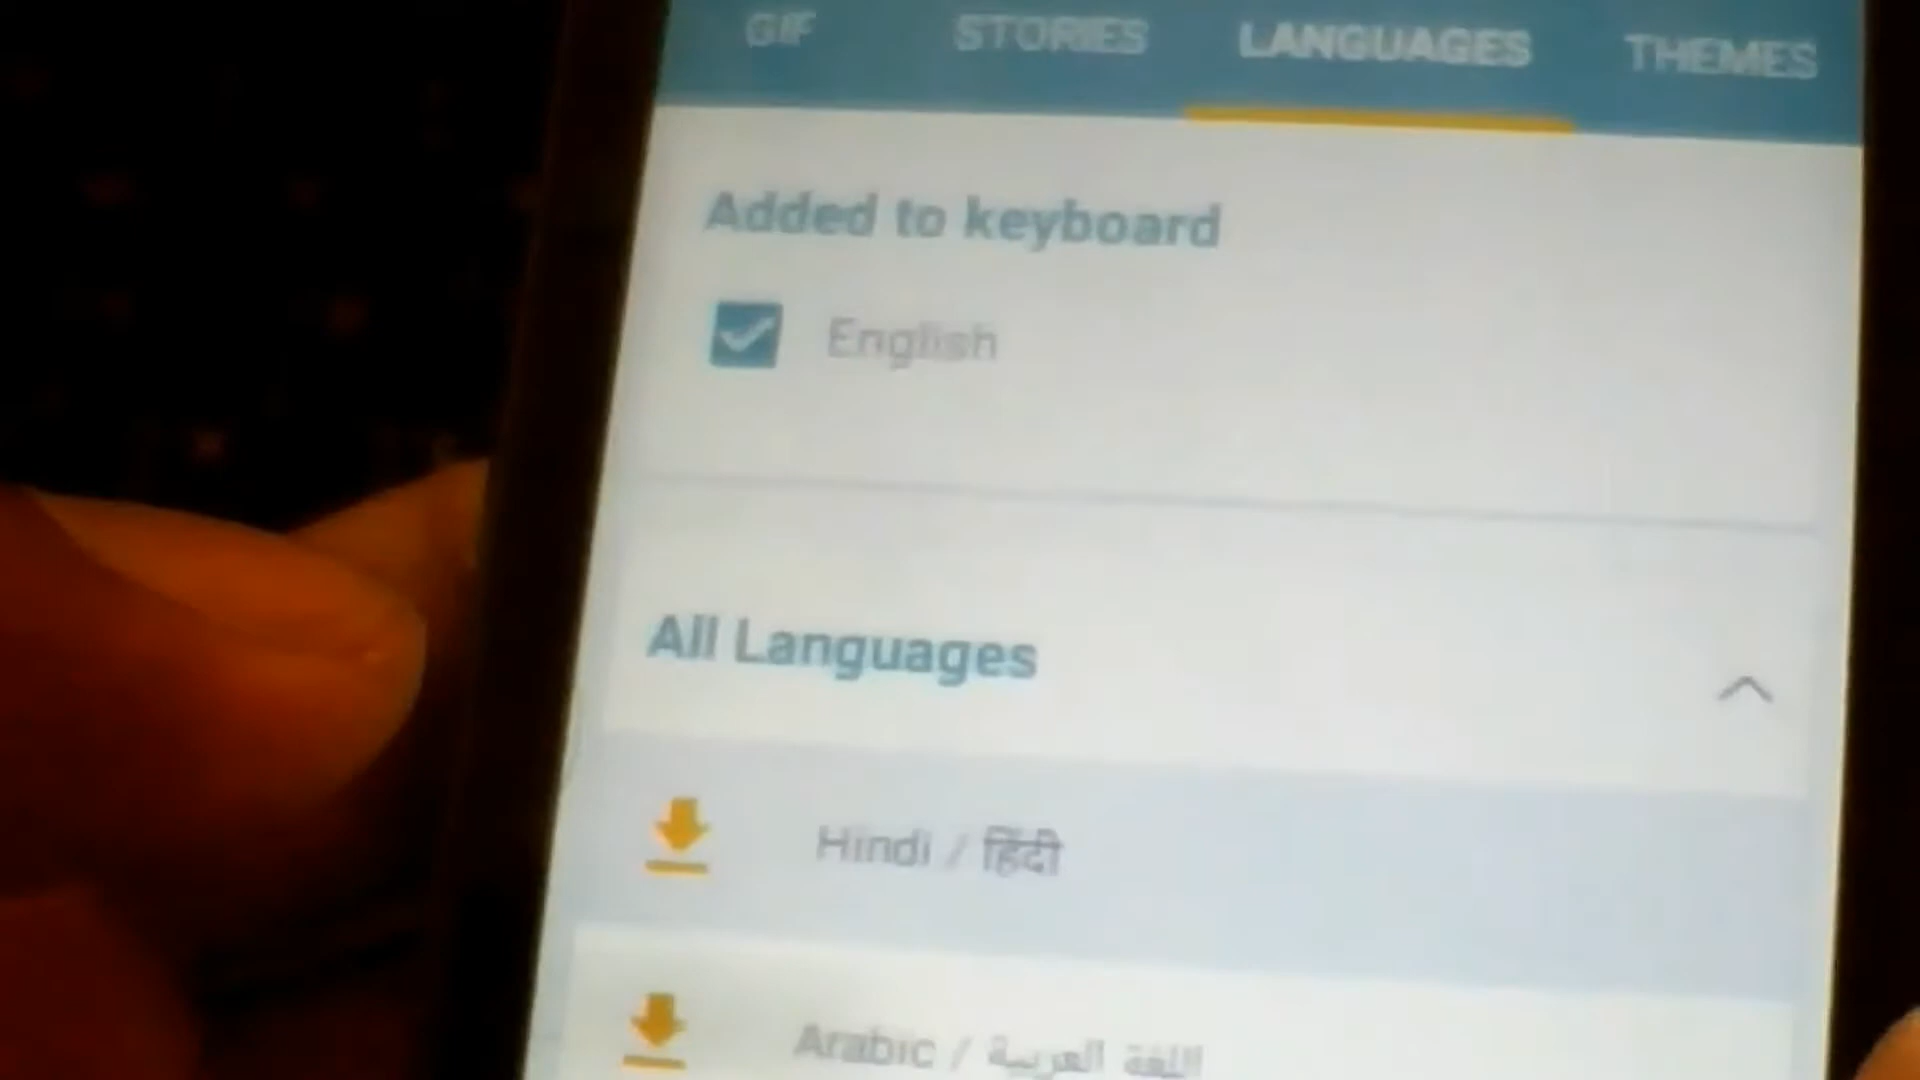 GIF STORIES LANGUAGES THEMES
Added to keyboard
English
All Languages
Hindi / हिंदी
Arabic / اللغة العربية